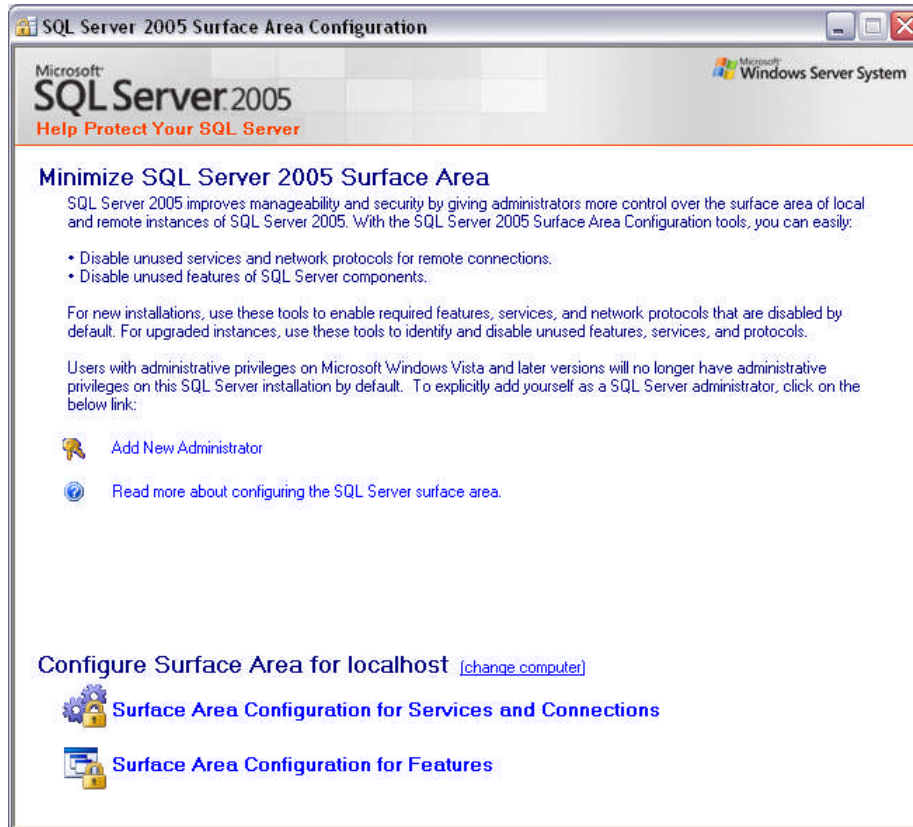 SQL Server 2005 Surface Area Configuration
Microsoft
SQL Server 2005
Help Protect Your SQL Server
Microsoft
Windows Server System
Minimize SQL Server 2005 Surface Area
SQL Server 2005 improves manageability and security by giving administrators more control over the surface area of local
and remote instances of SQL Server 2005. With the SQL Server 2005 Surface Area Configuration tools, you can easily:
• Disable unused services and network protocols for remote connections.
• Disable unused features of SQL Server components.
For new installations, use these tools to enable required features, services, and network protocols that are disabled by
default. For upgraded instances, use these tools to identify and disable unused features, services, and protocols.
Users with administrative privileges on Microsoft Windows Vista and later versions will no longer have administrative
privileges on this SQL Server installation by default.  To explicitly add yourself as a SQL Server administrator, click on the
below link:
Add New Administrator
Read more about configuring the SQL Server surface area.
Configure Surface Area for localhost (change computer)
Surface Area Configuration for Services and Connections
Surface Area Configuration for Features